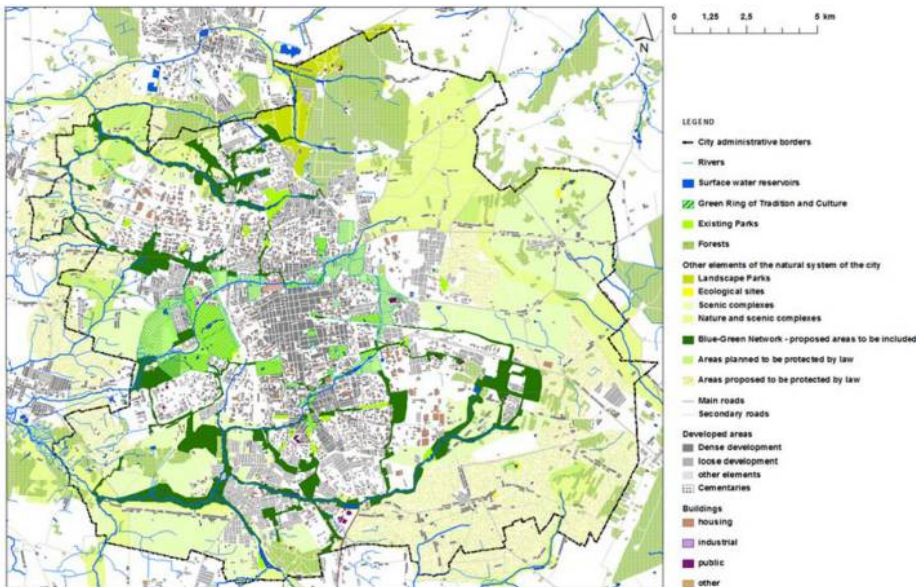 0 1,25 2,5 5 km
N
LEGEND
City administrative borders
Rivers
Surface water reservoirs
Green Ring of Tradition and Culture
Existing Parks
Forests
Other elements of the natural system of the city
Landscape Parks
Ecological sites
Scenic complexes
Nature and scenic complexes
Blue-Green Network - proposed areas to be included
Areas planned to be protected by law
Areas proposed to be protected by law
Main roads
Secondary roads
Developed areas
Dense development
loose development
other elements
Cementaries
Buildings
housing
industrial
public
other